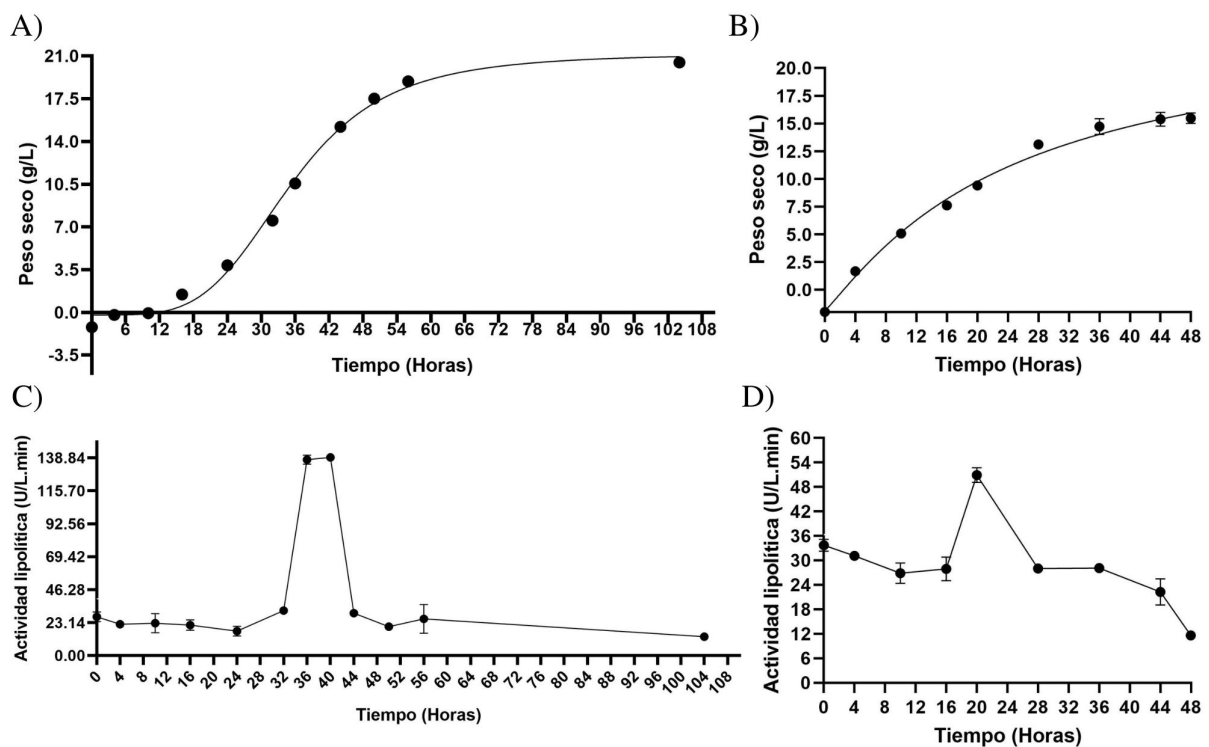 A)
21.0
17.5
14.0
10.5
7.0
3.5
0.0
-3.5
Peso seco (g/L)
6 12 18 24 30 36 42 48 54 60 66 72 78 84 90 96 102 108
Tiempo (Horas)
B)
20.0
17.5
15.0
12.5
10.0
7.5
5.0
2.5
0.0
Peso seco (g/L)
0 4 8 12 16 20 24 28 32 36 40 44 48
Tiempo (Horas)
C)
138.84
115.70
92.56
69.42
46.28
23.14
0.00
Actividad lipolítica (U/L.min)
0 4 8 12 16 20 24 28 32 36 40 44 48 52 56 60 64 68 72 76 80 84 88 92 96 100 104 108
Tiempo (Horas)
D)
60
54
48
42
36
30
24
18
12
6
0
Actividad lipolítica (U/L.min)
0 4 8 12 16 20 24 28 32 36 40 44 48
Tiempo (Horas)